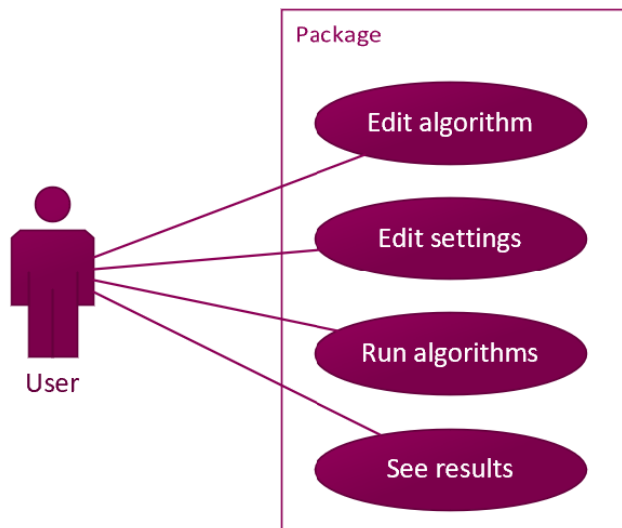 Package
Edit algorithm
Edit settings
Run algorithms
See results
User